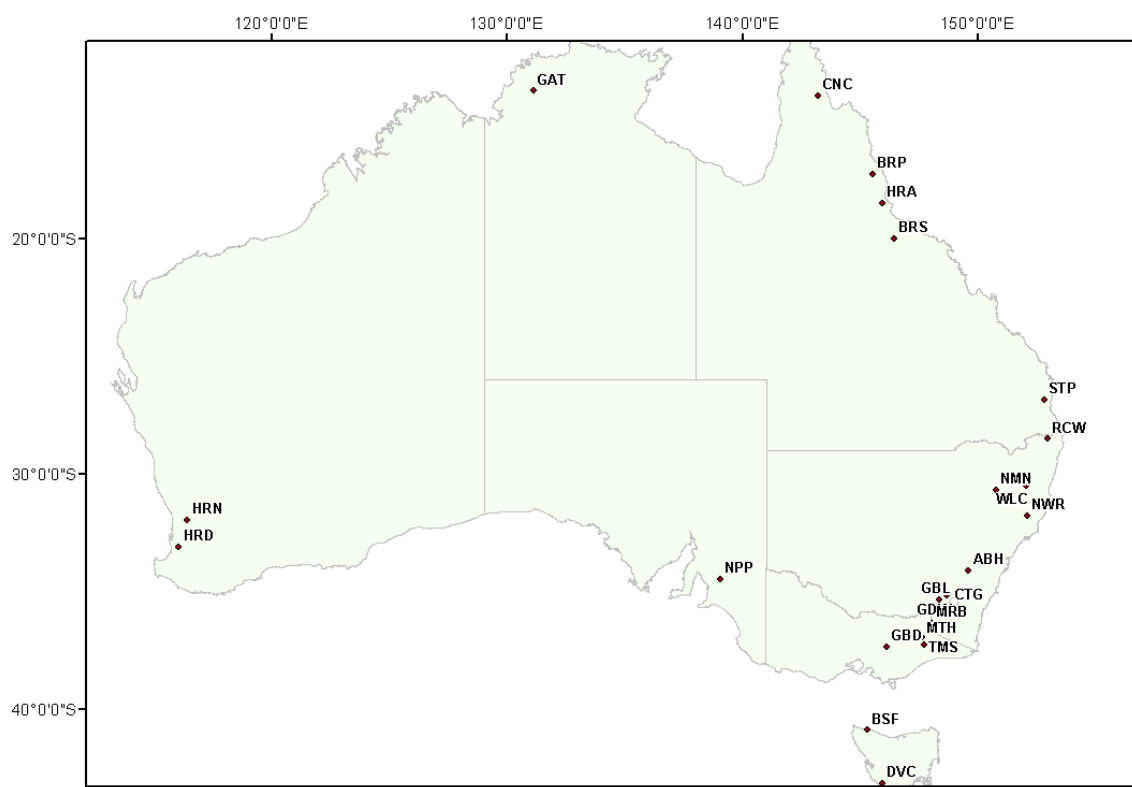 120°0'0"E 130°0'0"E 140°0'0"E 150°0'0"E
GAT
CNC
BRP
HRA
20°0'0"S
BRS
STP
RCW
30°0'0"S
NMN
WLC
NWR
HRN
HRD
ABH
NPP
GBL
CTG
MRB
MTH
GBD
TMS
40°0'0"S
BSF
DVC